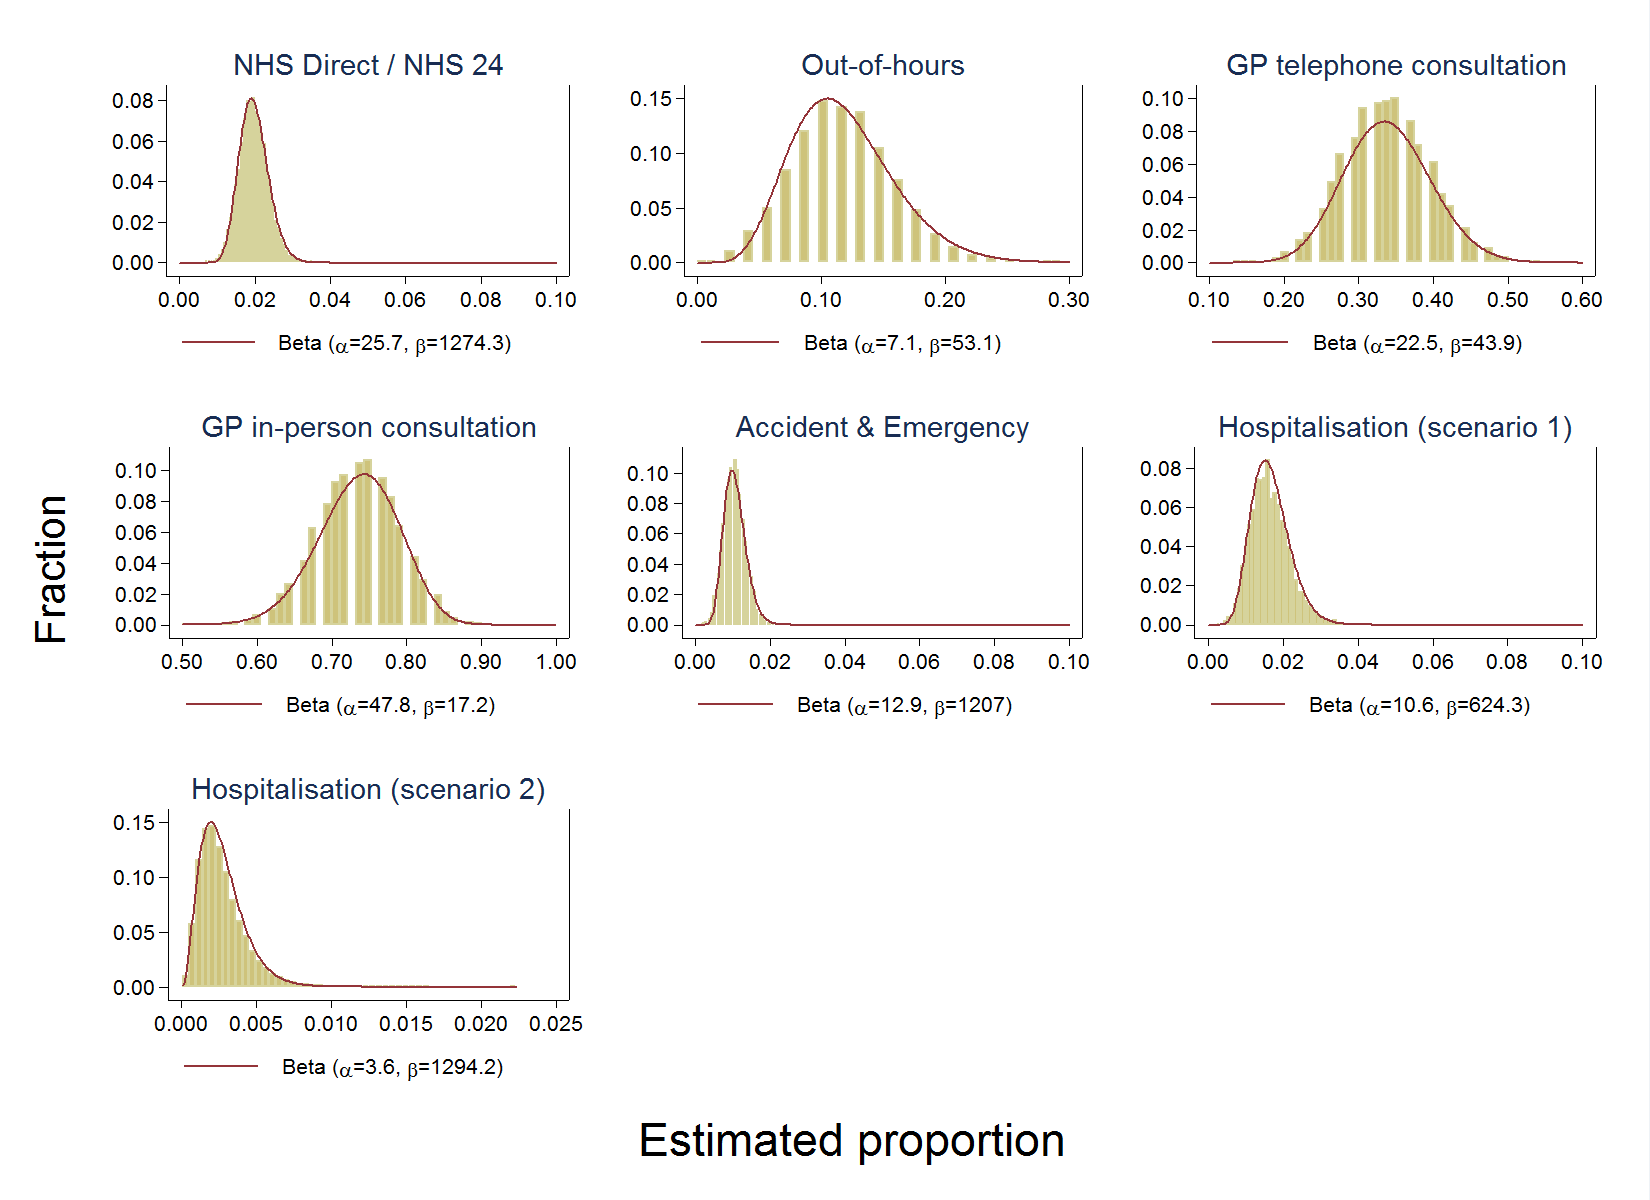 NHS Direct / NHS 24
0.08
0.06
0.04
0.02
0.00
0.00 0.02 0.04 0.06 0.08 0.10
Beta (α=25.7, β=1274.3)
Out-of-hours
0.15
0.10
0.05
0.00
0.00 0.10 0.20 0.30
Beta (α=7.1, β=53.1)
GP telephone consultation
0.10
0.08
0.06
0.04
0.02
0.00
0.10 0.20 0.30 0.40 0.50 0.60
Beta (α=22.5, β=43.9)
Fraction
GP in-person consultation
0.10
0.08
0.06
0.04
0.02
0.00
0.50 0.60 0.70 0.80 0.90 1.00
Beta (α=47.8, β=17.2)
Accident & Emergency
0.10
0.08
0.06
0.04
0.02
0.00
0.00 0.02 0.04 0.06 0.08 0.10
Beta (α=12.9, β=1207)
Hospitalisation (scenario 1)
0.08
0.06
0.04
0.02
0.00
0.00 0.02 0.04 0.06 0.08 0.10
Beta (α=10.6, β=624.3)
Hospitalisation (scenario 2)
0.15
0.10
0.05
0.00
0.000 0.005 0.010 0.015 0.020 0.025
Beta (α=3.6, β=1294.2)
Estimated proportion